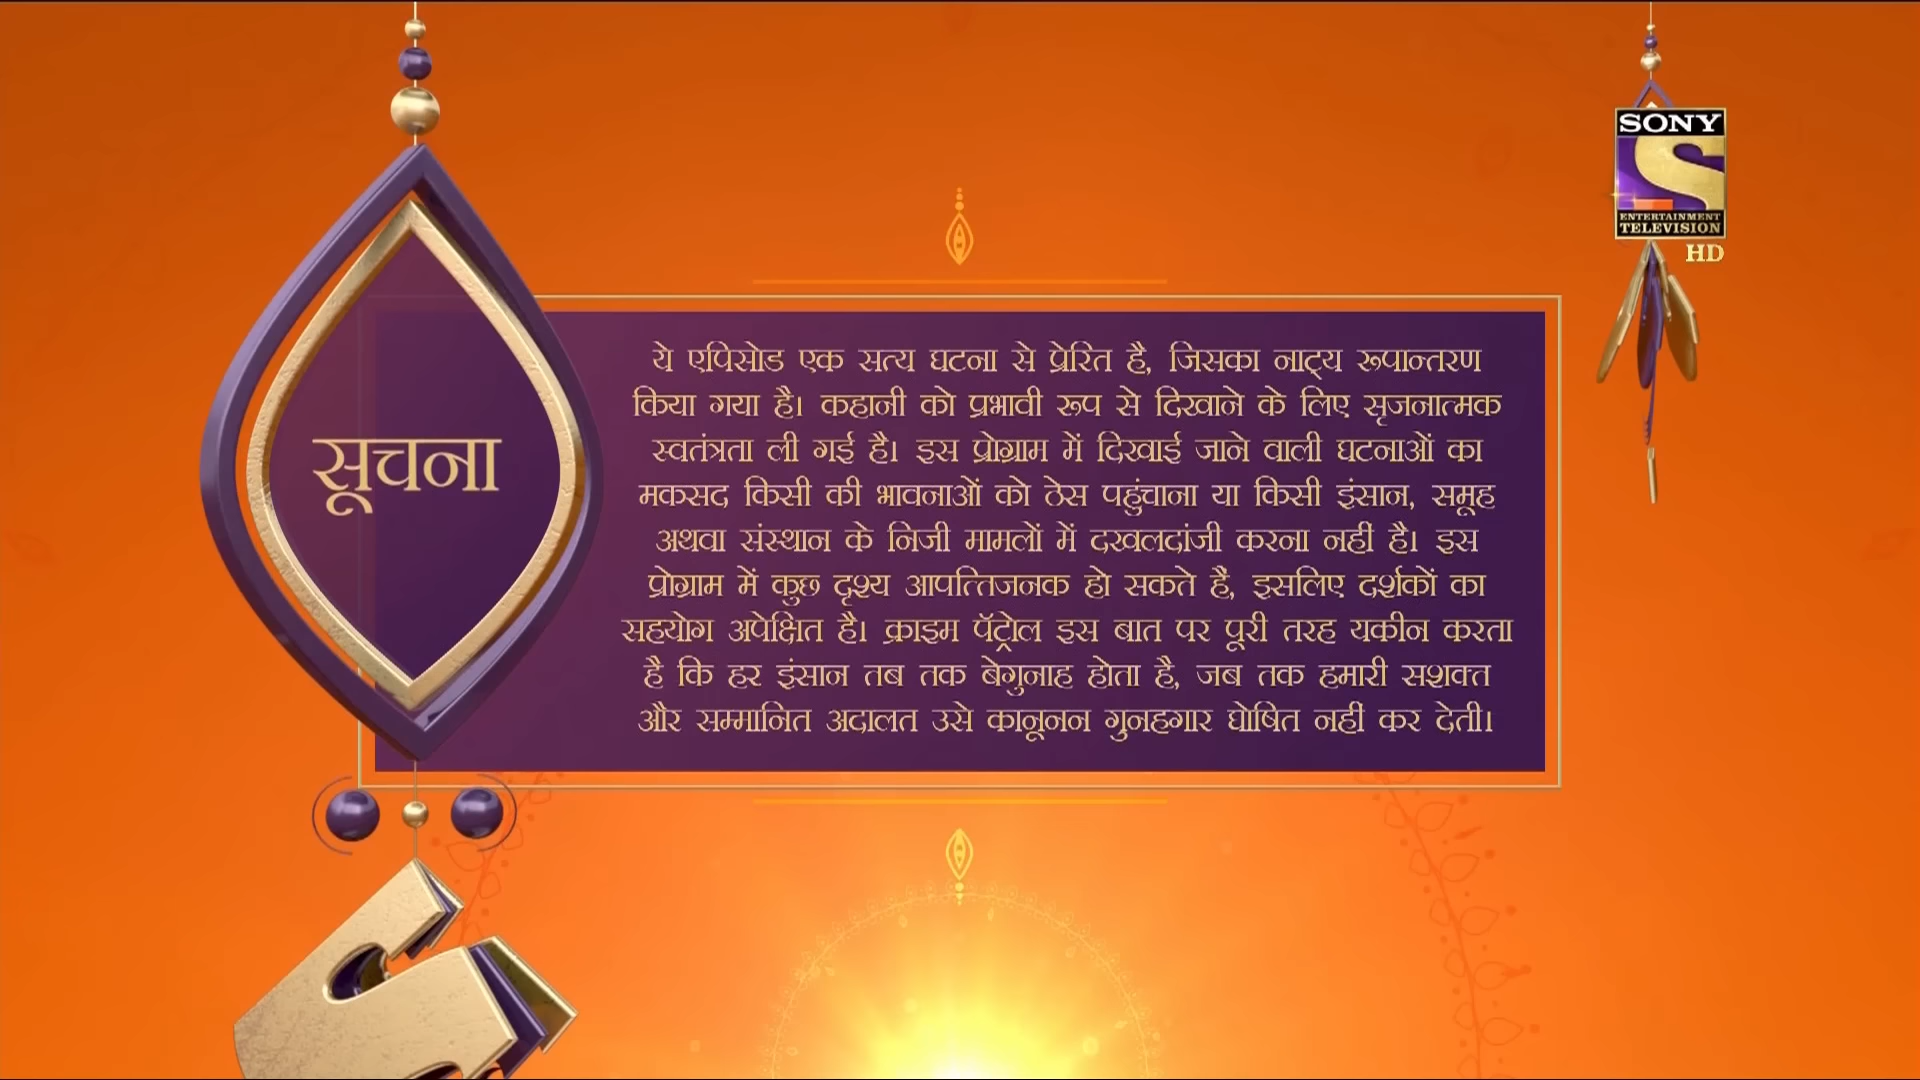 सूचना
ये एपिसोड एक सत्य घटना से प्रेरित है, जिसका नाट्य रूपान्तरण
किया गया है। कहानी को प्रभावी रूप से दिखाने के लिए सृजनात्मक
स्वतंत्रता ली गई है। इस प्रोग्राम में दिखाई जाने वाली घटनाओं का
मकसद किसी की भावनाओं को ठेस पहुंचाना या किसी इंसान, समूह
अथवा संस्थान के निजी मामलों में दखलदांजी करना नहीं है। इस
प्रोग्राम में कुछ दृश्य आपत्तिजनक हो सकते हैं, इसलिए दर्शकों का
सहयोग अपेक्षित है। क्राइम पॅट्रोल इस बात पर पूरी तरह यकीन करता
है कि हर इंसान तब तक बेगुनाह होता है, जब तक हमारी सशक्त
और सम्मानित अदालत उसे कानूनन गुनहगार घोषित नहीं कर देती।
SONY
ENTERTAINMENT
TELEVISION
HD